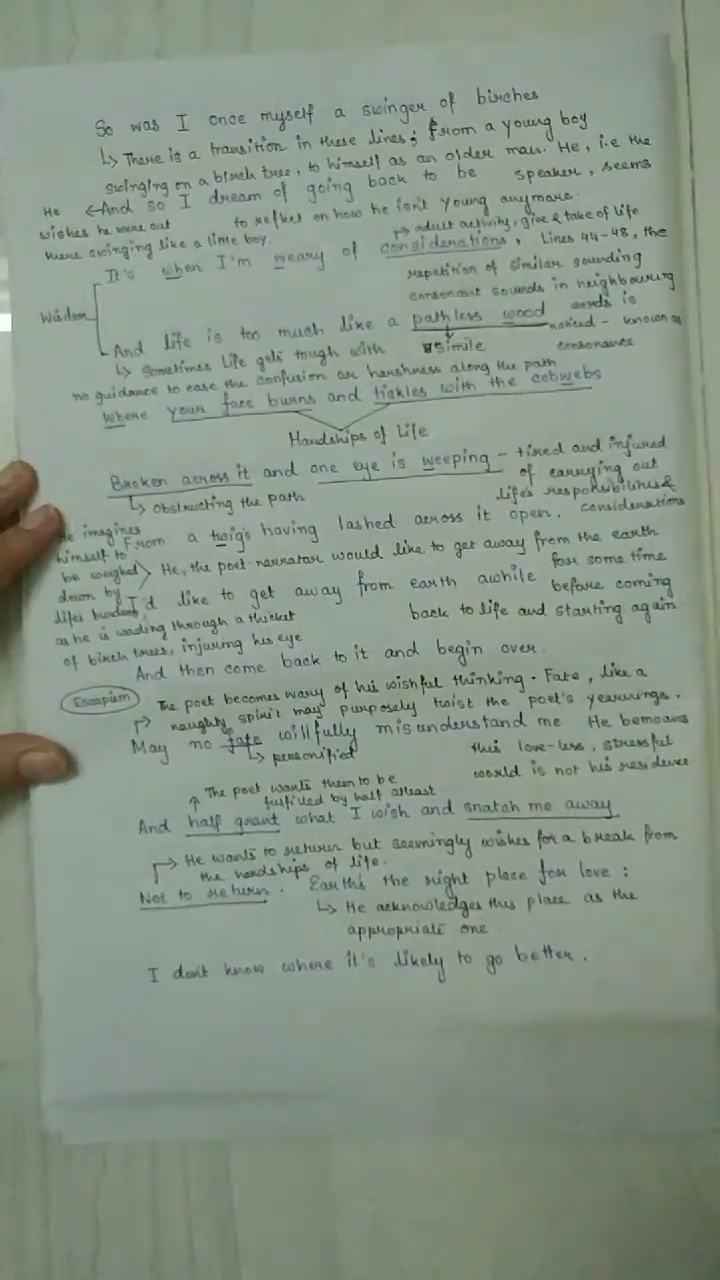 So was I once myself a swinger of birches
↳ There is a transition in these lines; from a young boy
swinging on a birch tree, to himself as an older man. He, i.e the
He ← And so I dream of going back to be speaker, seems
wishes he were out to reflect on how he isn't young anymore.
there swinging like a little boy. → adult activity, give & take of life
It's when I'm weary of considerations, Lines 44-48, the
repetition of similar sounding
consonant sounds in neighbouring
Wisdom
And life is too much like a pathless wood words is
↳ Sometimes life gets tough with simile noticed - known as
no guidance to ease the confusion or harshness along the path consonance
Where your face burns and tickles with the cobwebs
Hardships of Life
Broken across it and one eye is weeping - tired and injured
↳ Obstructing the path of carrying out
life's responsibilities &
He imagines From a twig's having lashed across it open. considerations
himself to
be weighed > He, the poet-narrator would like to get away from the earth
down by for some time
life's burdens, I'd like to get away from earth awhile before coming
as he is wading through a thicket back to life and starting again
of birch trees, injuring his eye
And then come back to it and begin over.
Escapism The poet becomes wary of his wishful thinking. Fate, like a
↱ naughty spirit may purposely twist the poet's yearnings.
May no fate willfully misunderstand me He bemoans
↳ personified this love-less, stressful
world is not his residence.
↑ The poet wants them to be
fulfilled by half atleast
And half grant what I wish and snatch me away
↱ He wants to return but seemingly wishes for a break from
the hardships of life.
Not to return. Earth's the right place for love:
↳ He acknowledges this place as the
appropriate one
I don't know where it's likely to go better.